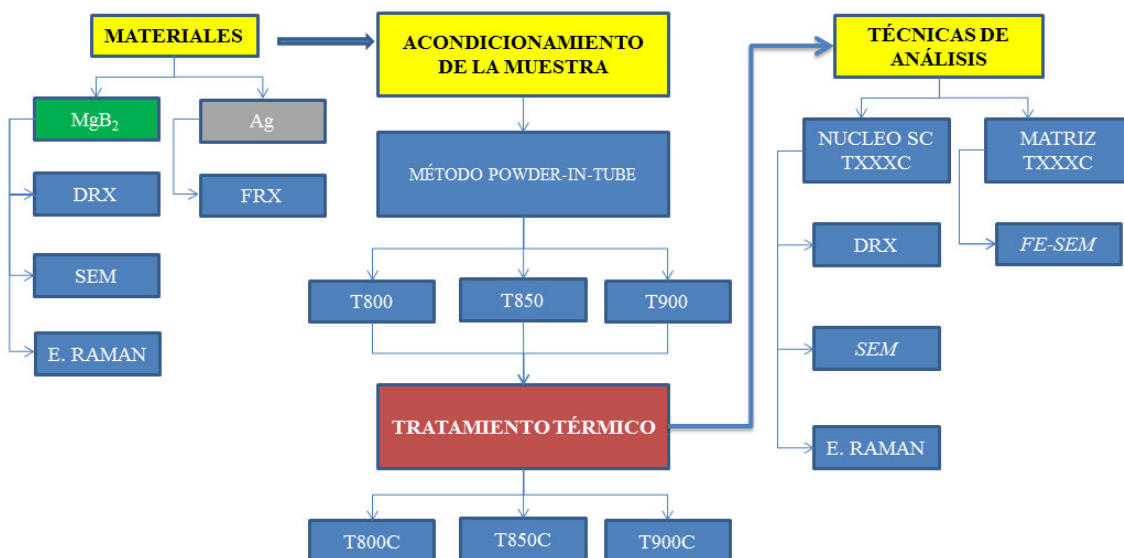 MATERIALES
MgB₂
Ag
DRX
FRX
SEM
E. RAMAN
ACONDICIONAMIENTO
DE LA MUESTRA
MÉTODO POWDER-IN-TUBE
T800
T850
T900
TRATAMIENTO TÉRMICO
T800C
T850C
T900C
TÉCNICAS DE
ANÁLISIS
NUCLEO SC
TXXXC
MATRIZ
TXXXC
DRX
FE-SEM
SEM
E. RAMAN